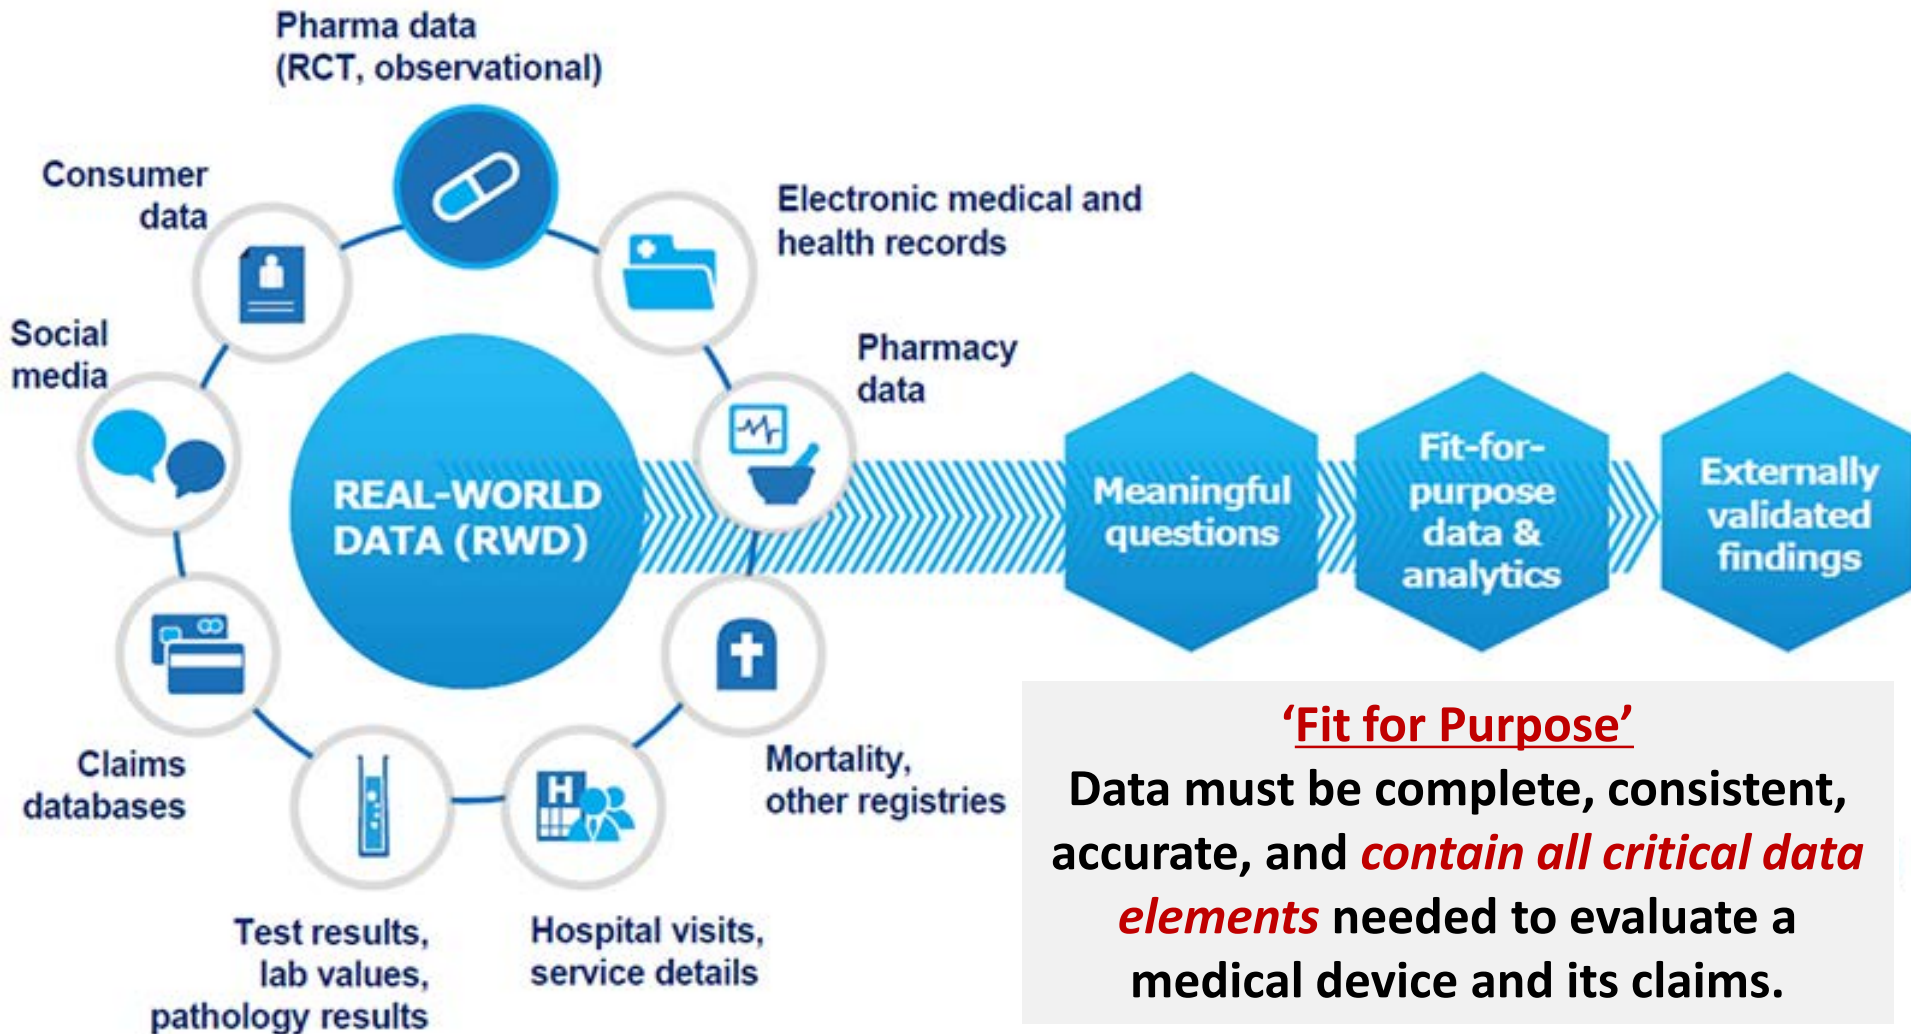 Pharma data
(RCT, observational)
Consumer
data
Electronic medical and
health records
Social
media
Pharmacy
data
REAL-WORLD
DATA (RWD)
Meaningful
questions
Fit-for-
purpose
data &
analytics
Externally
validated
findings
Claims
databases
H
Mortality,
other registries
Test results,
lab values,
pathology results
Hospital visits,
service details
‘Fit for Purpose’
Data must be complete, consistent,
accurate, and contain all critical data
elements needed to evaluate a
medical device and its claims.